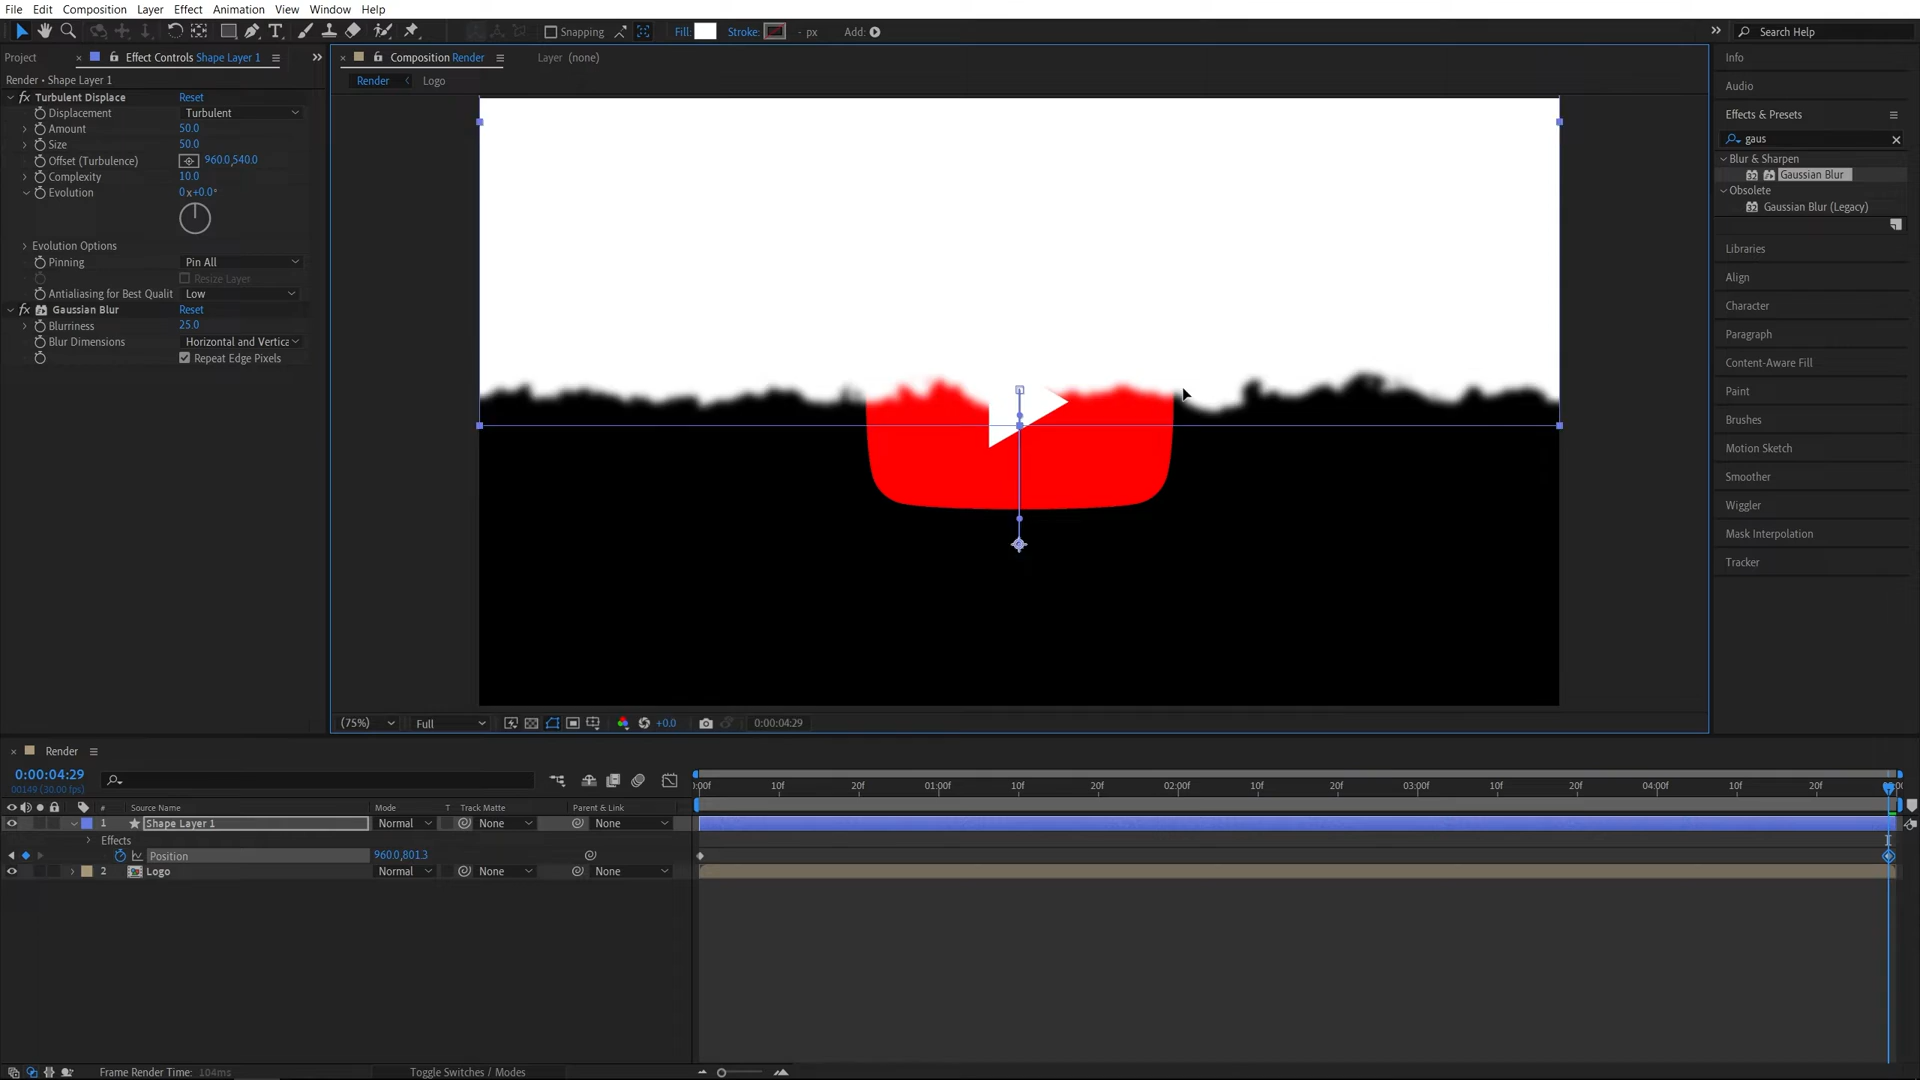 File Edit Composition Layer Effect Animation View Window Help
Snapping Fill: Stroke: - px Add: Search Help
Project Effect Controls Shape Layer 1
Composition Render Layer (none)
Render • Shape Layer 1
Render Logo
Turbulent Displace Reset
Displacement Turbulent
Amount 50.0
Size 50.0
Offset (Turbulence) 960.0,540.0
Complexity 10.0
Evolution 0x+0.0°
Evolution Options
Pinning Pin All
Resize Layer
Antialiasing for Best Qualit Low
Gaussian Blur Reset
Blurriness 25.0
Blur Dimensions Horizontal and Vertica
Repeat Edge Pixels
Info
Audio
Effects & Presets
gaus
Blur & Sharpen
Gaussian Blur
Obsolete
Gaussian Blur (Legacy)
Libraries
Align
Character
Paragraph
Content-Aware Fill
Paint
Brushes
Motion Sketch
Smoother
Wiggler
Mask Interpolation
Tracker
(75%) Full +0.0 0:00:04:29
Render
0:00:04:29
00149 (30.00 fps)
:00f 10f 20f 01:00f 10f 20f 02:00f 10f 20f 03:00f 10f 20f 04:00f 10f 20f
# Source Name Mode T Track Matte Parent & Link
1 Shape Layer 1 Normal None None
Effects
Position 960.0,801.3
2 Logo Normal None None
Frame Render Time: 104ms Toggle Switches / Modes